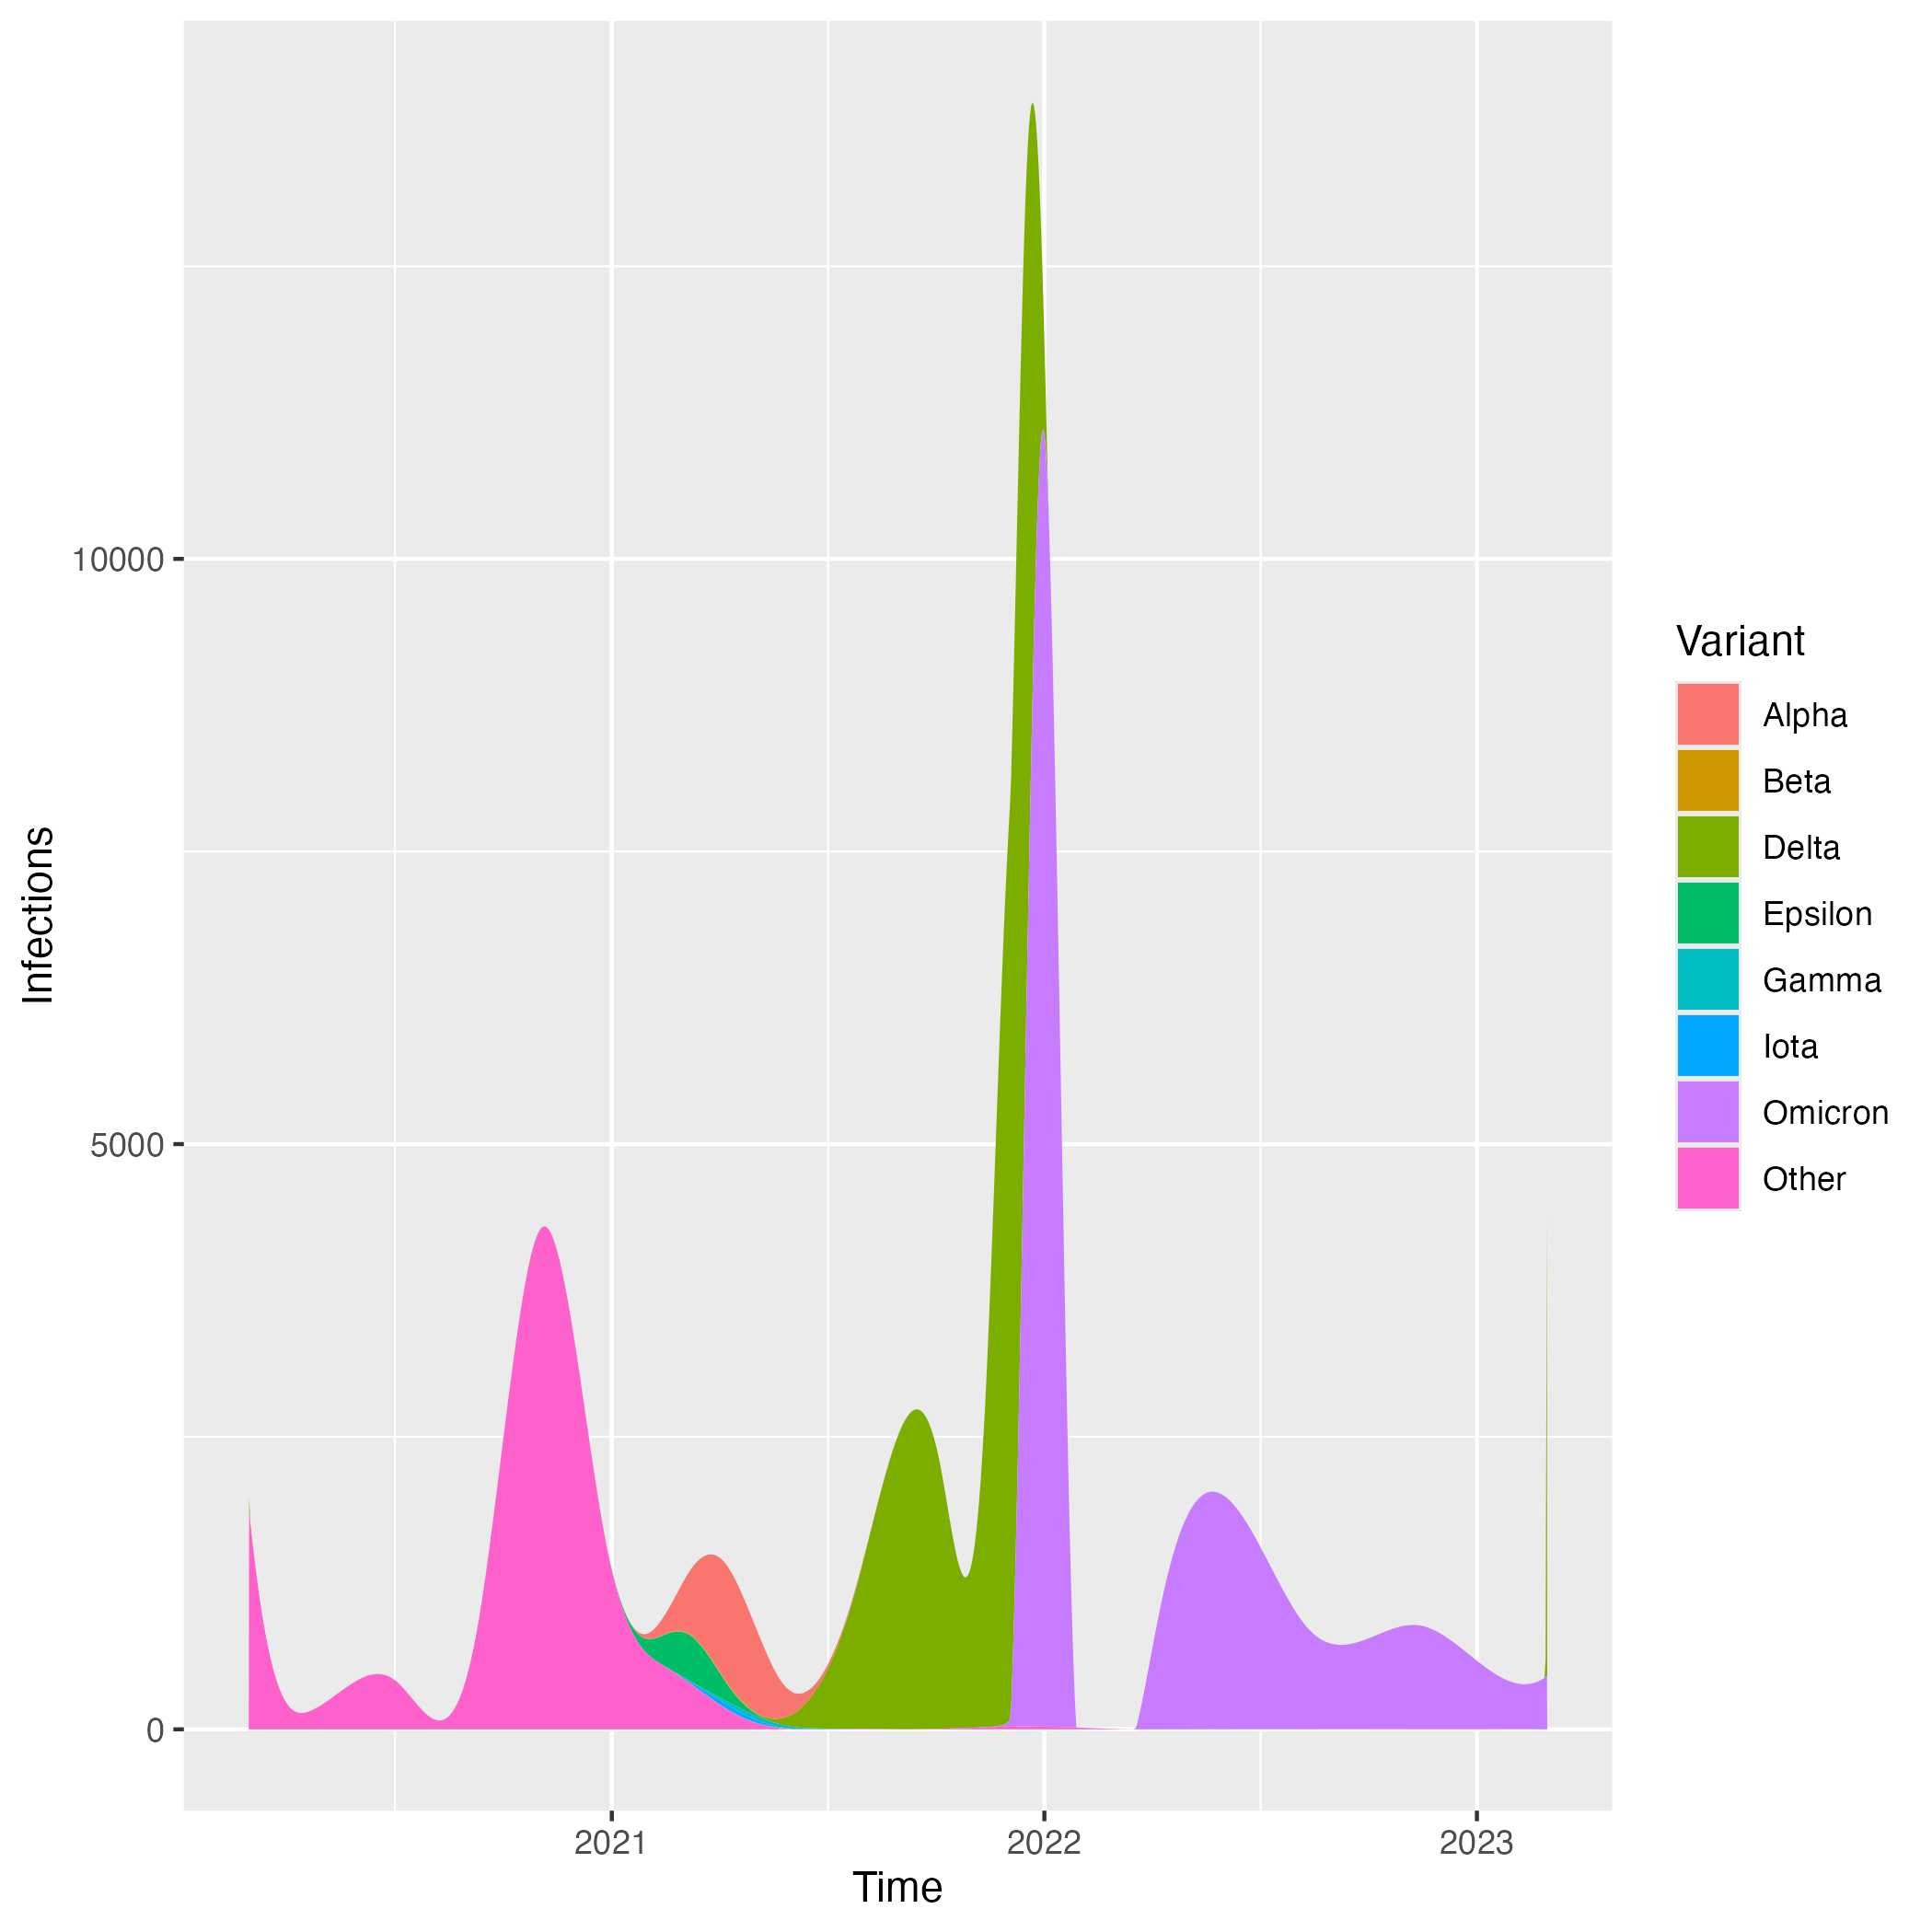 Infections
10000
5000
0
2021
2022
2023
Time
Variant
Alpha
Beta
Delta
Epsilon
Gamma
Iota
Omicron
Other